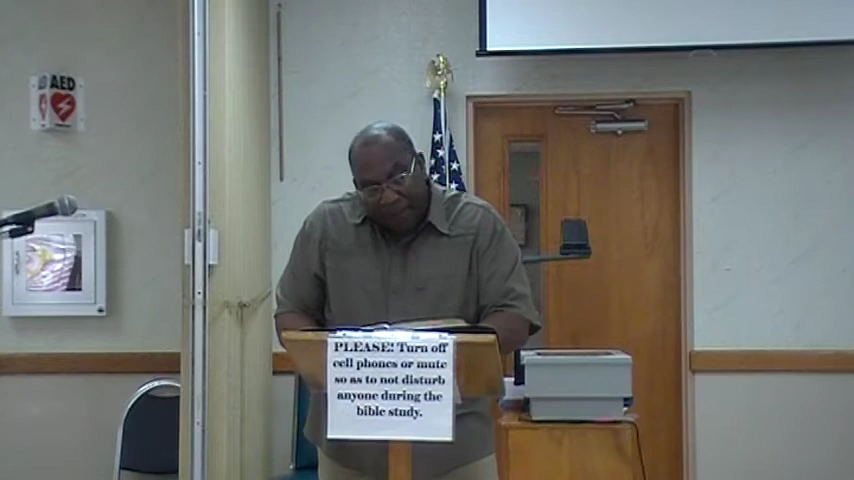 AED
PLEASE! Turn off
cell phones or mute
so as to not disturb
anyone during the
bible study.